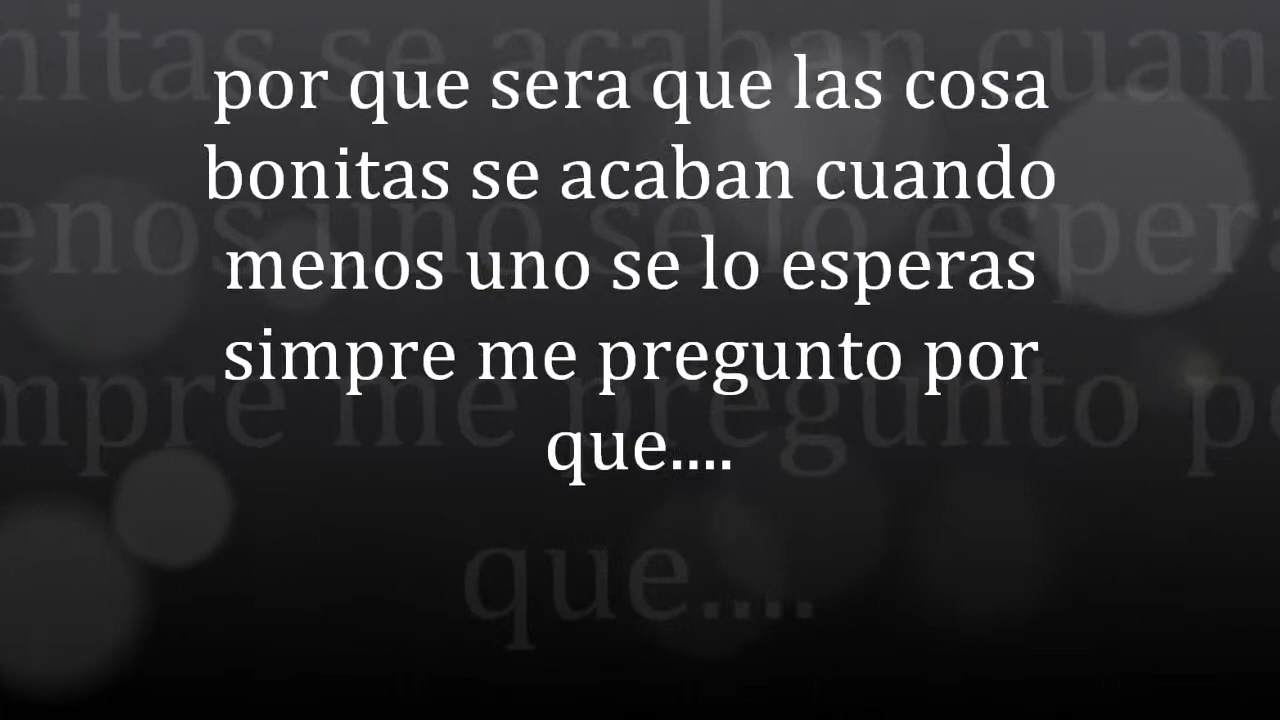 por que sera que las cosa
bonitas se acaban cuando
menos uno se lo esperas
simpre me pregunto por
que....